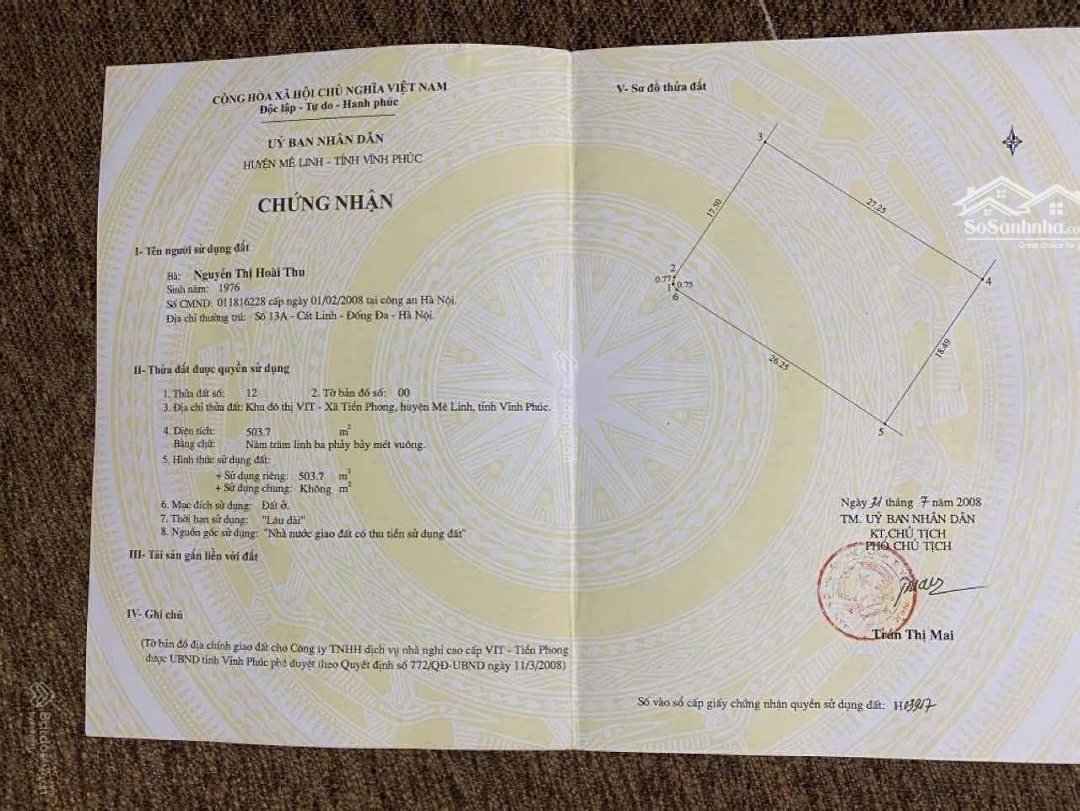 CỘNG HÒA XÃ HỘI CHỦ NGHĨA VIỆT NAM
Độc lập - Tự do - Hạnh phúc
UỶ BAN NHÂN DÂN
HUYỆN MÊ LINH - TỈNH VĨNH PHÚC
CHỨNG NHẬN
I- Tên người sử dụng đất
Bà: Nguyễn Thị Hoài Thu
Sinh năm: 1976
Số CMND: 011816228 cấp ngày 01/02/2008 tại công an Hà Nội.
Địa chỉ thường trú: Số 13A - Cát Linh - Đống Đa - Hà Nội.
II- Thửa đất được quyền sử dụng
1. Thửa đất số: 12 2. Tờ bản đồ số: 00
3. Địa chỉ thửa đất: Khu đô thị VIT - Xã Tiền Phong, huyện Mê Linh, tỉnh Vĩnh Phúc.
4. Diện tích: 503.7 m2
Bằng chữ: Năm trăm linh ba phảy bảy mét vuông.
5. Hình thức sử dụng đất:
+ Sử dụng riêng: 503.7 m2
+ Sử dụng chung: Không m2
6. Mục đích sử dụng: Đất ở.
7. Thời hạn sử dụng: "Lâu dài"
8. Nguồn gốc sử dụng: "Nhà nước giao đất có thu tiền sử dụng đất"
III- Tài sản gắn liền với đất
IV- Ghi chú
(Tờ bản đồ địa chính giao đất cho Công ty TNHH dịch vụ nhà nghỉ cao cấp VIT - Tiền Phong
được UBND tỉnh Vĩnh Phúc phê duyệt theo Quyết định số 772/QĐ-UBND ngày 11/3/2008)
V- Sơ đồ thửa đất
3
17.50
27.25
2
0.77
1
0.75
6
4
18.49
26.25
5
SoSanhnha.co
Great choice for
Ngày 31 tháng 7 năm 2008
TM. UỶ BAN NHÂN DÂN
KT.CHỦ TỊCH
PHÓ CHỦ TỊCH
Trần Thị Mai
Số vào sổ cấp giấy chứng nhận quyền sử dụng đất: H03917